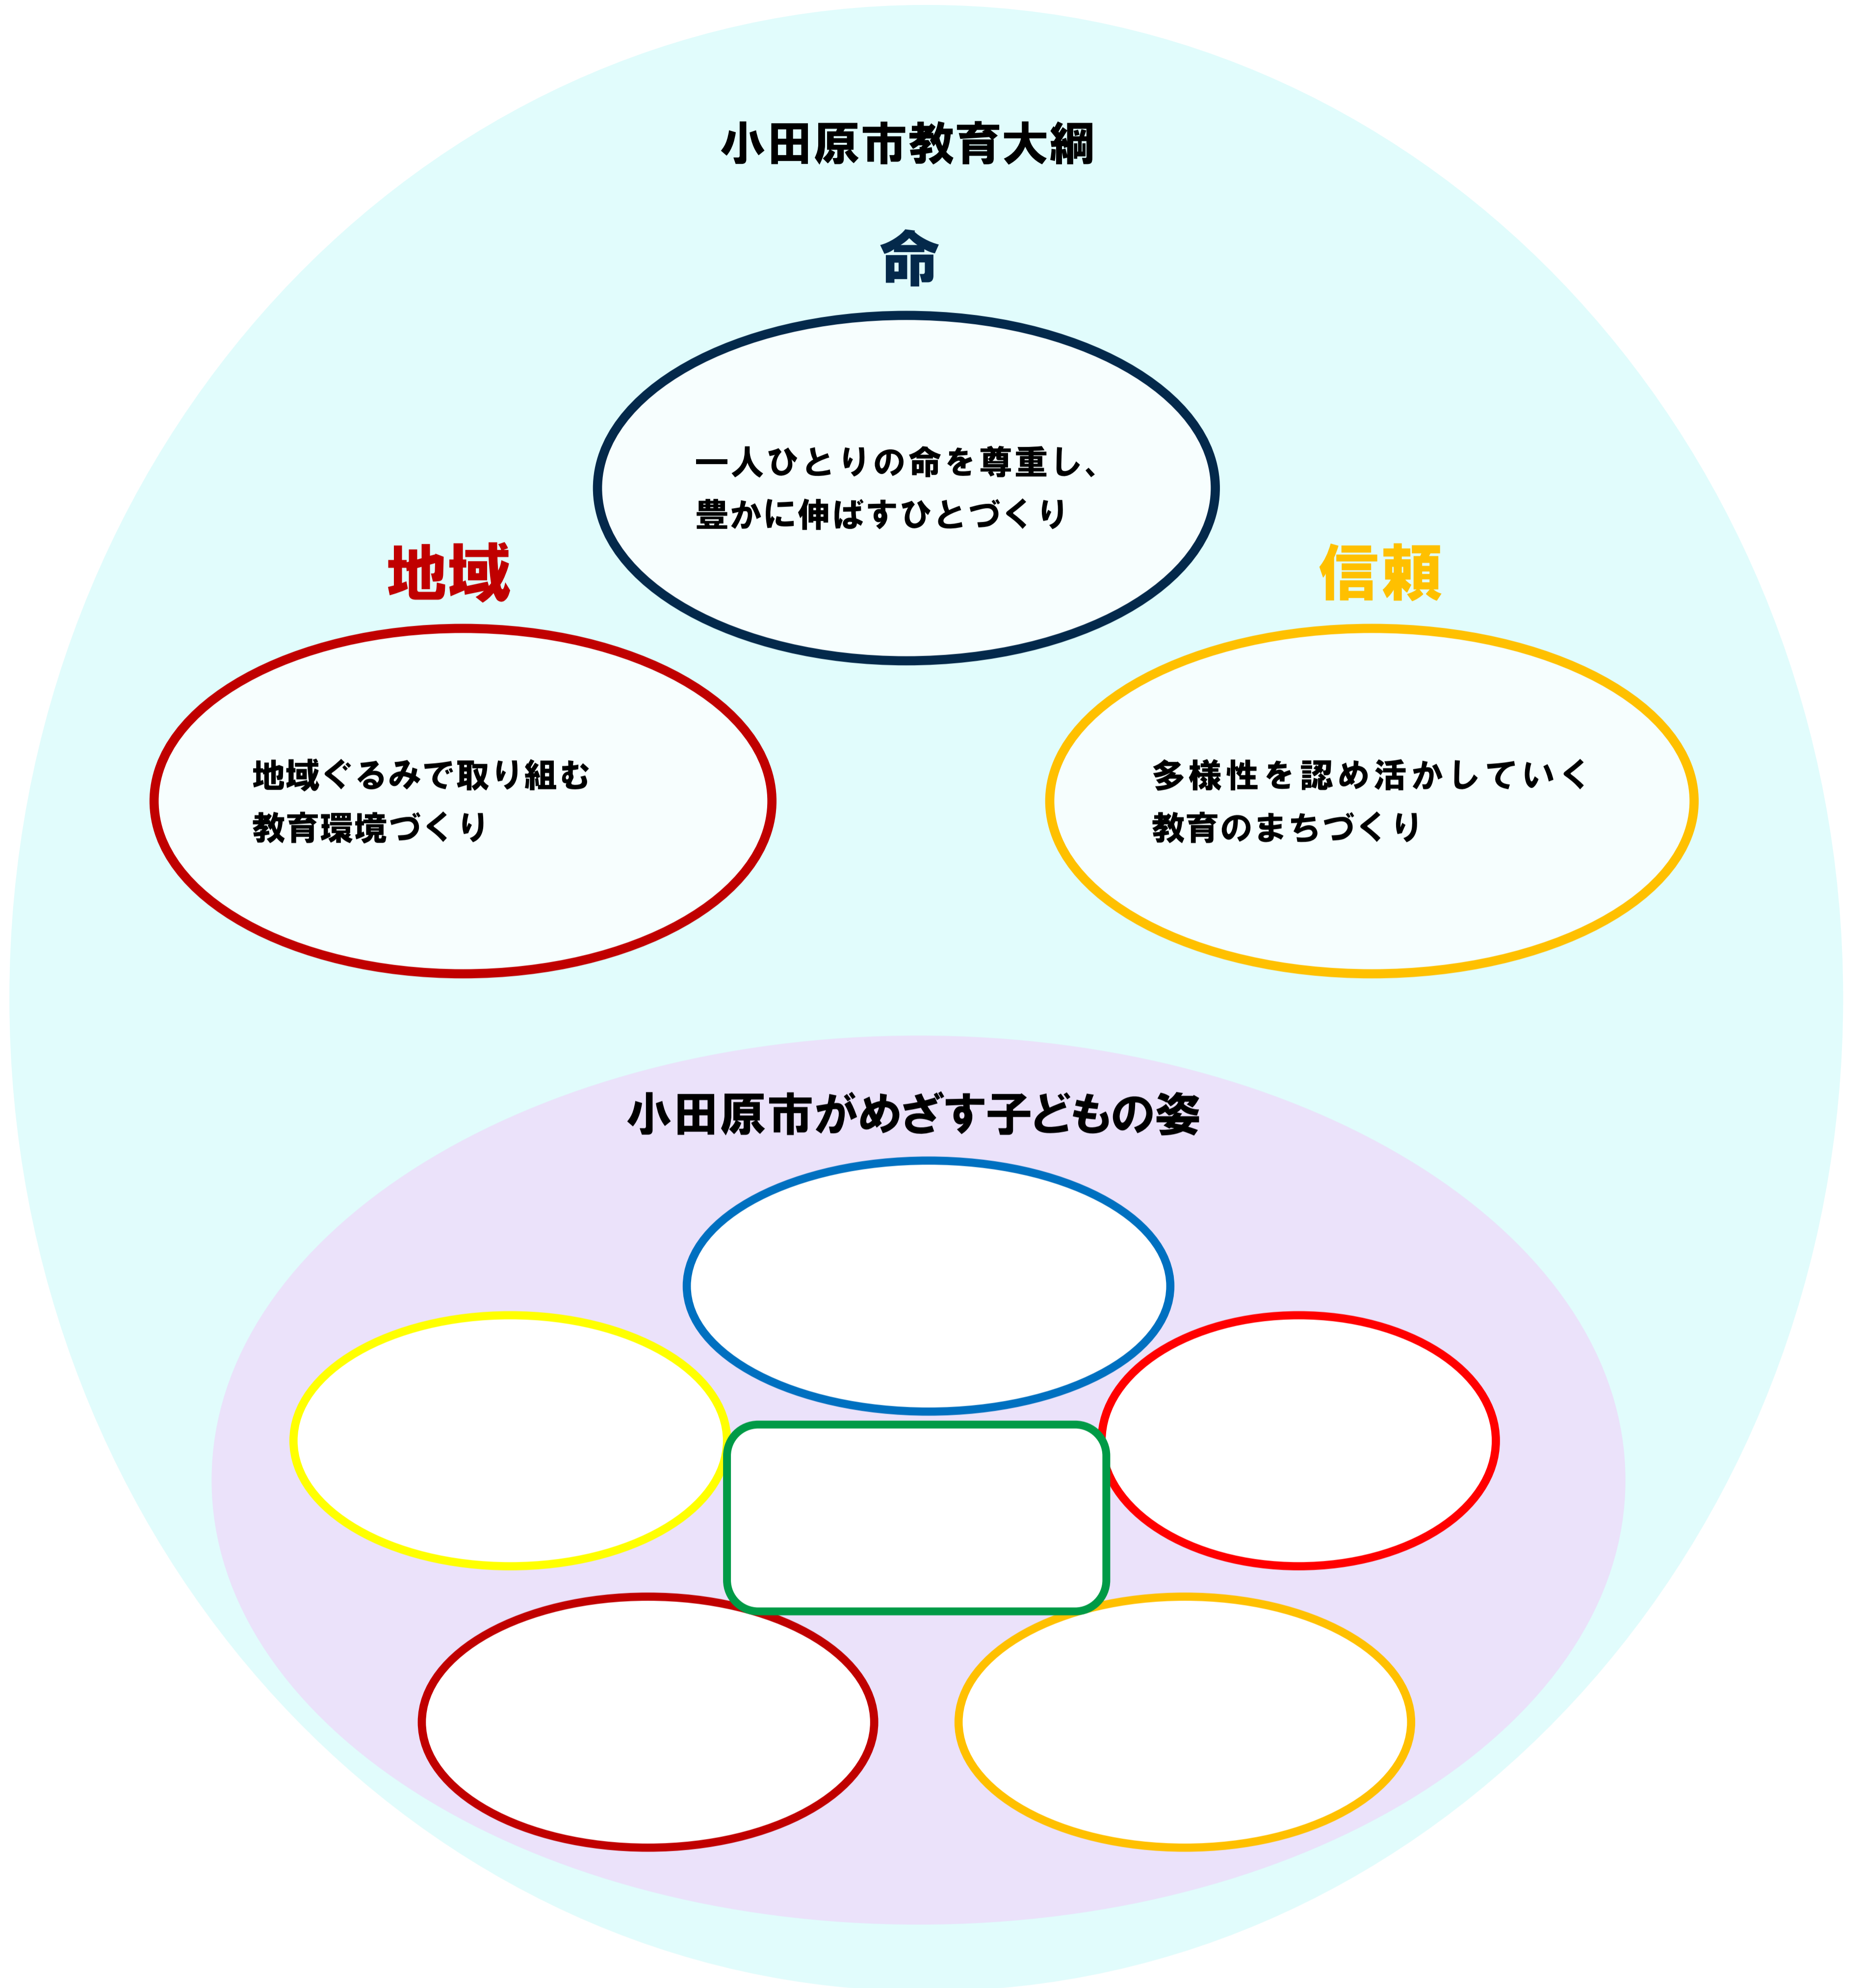 小田原市教育大綱
命
一人ひとりの命を尊重し、
豊かに伸ばすひとづくり
地域
地域ぐるみで取り組む
教育環境づくり
信頼
多様性を認め活かしていく
教育のまちづくり
小田原市がめざす子どもの姿